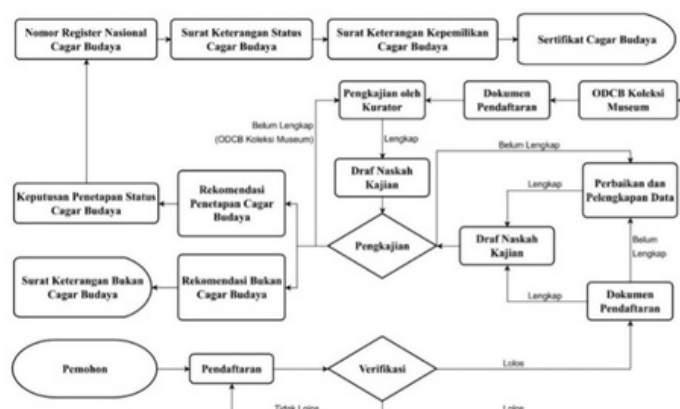 Nomor Register Nasional
Cagar Budaya
Surat Keterangan Status
Cagar Budaya
Surat Keterangan Kepemilikan
Cagar Budaya
Sertifikat Cagar Budaya
Pengkajian oleh
Kurator
Dokumen
Pendaftaran
ODCB Koleksi
Museum
Belum Lengkap
(ODCB Koleksi Museum)
Lengkap
Belum Lengkap
Draf Naskah
Kajian
Perbaikan dan
Pelengkapan Data
Lengkap
Keputusan Penetapan Status
Cagar Budaya
Rekomendasi
Penetapan Cagar
Budaya
Pengkajian
Draf Naskah
Kajian
Belum
Lengkap
Surat Keterangan Bukan
Cagar Budaya
Rekomendasi Bukan
Cagar Budaya
Lengkap
Dokumen
Pendaftaran
Pemohon
Pendaftaran
Verifikasi
Lolos
Tidak Lolos
Lolos